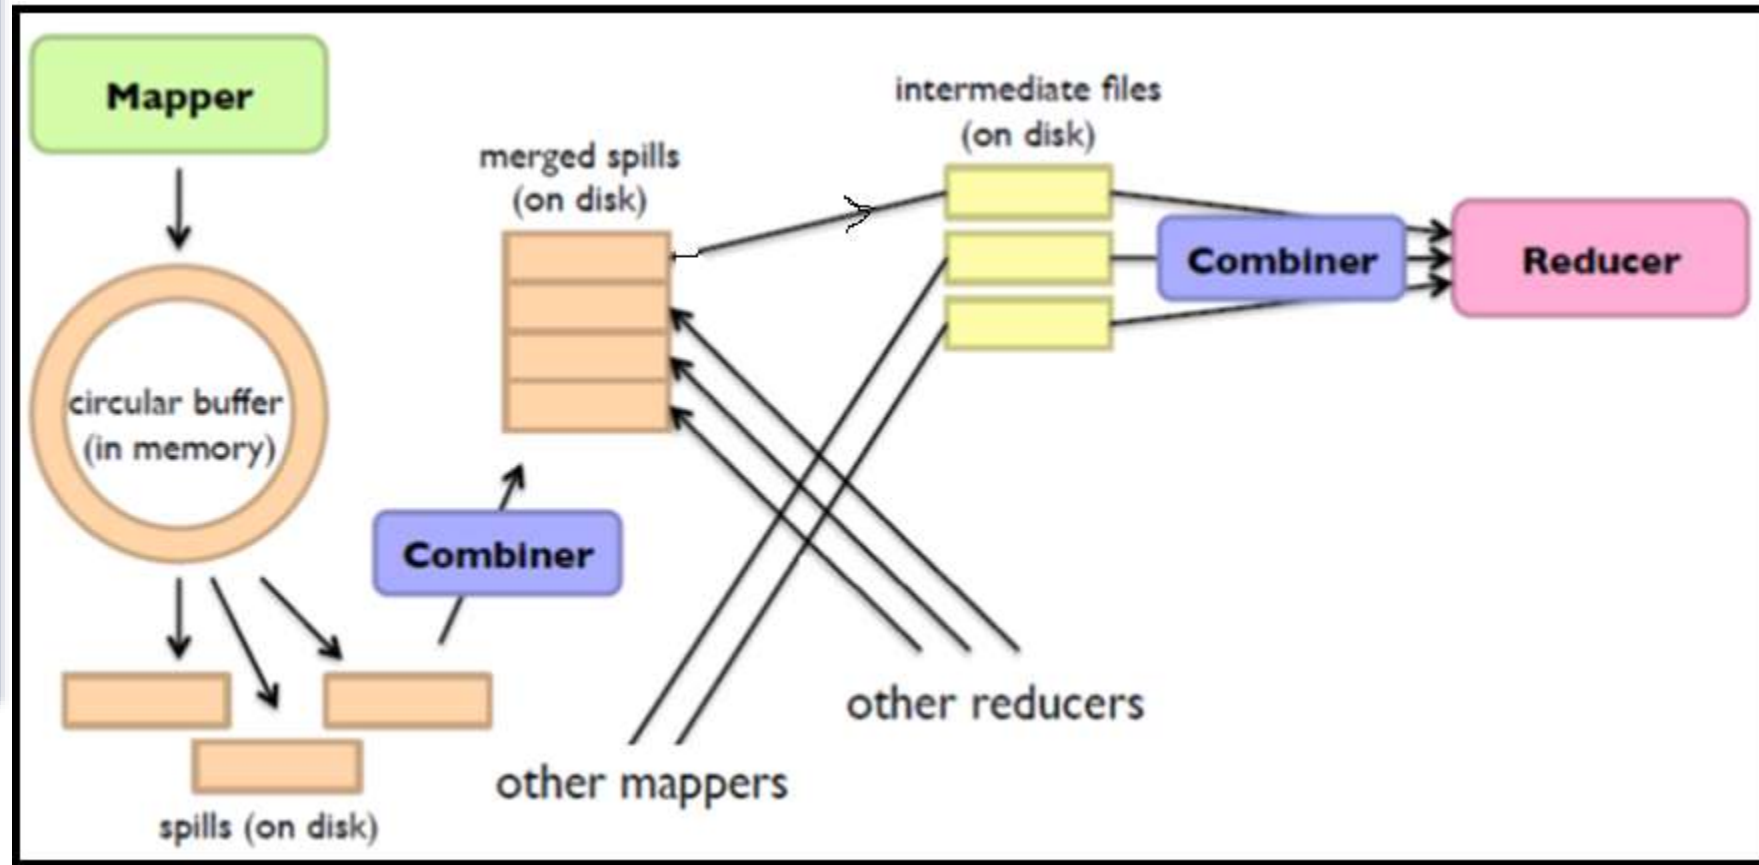 Mapper
circular buffer
(in memory)
spills (on disk)
Combiner
merged spills
(on disk)
other mappers
other reducers
intermediate files
(on disk)
Combiner
Reducer